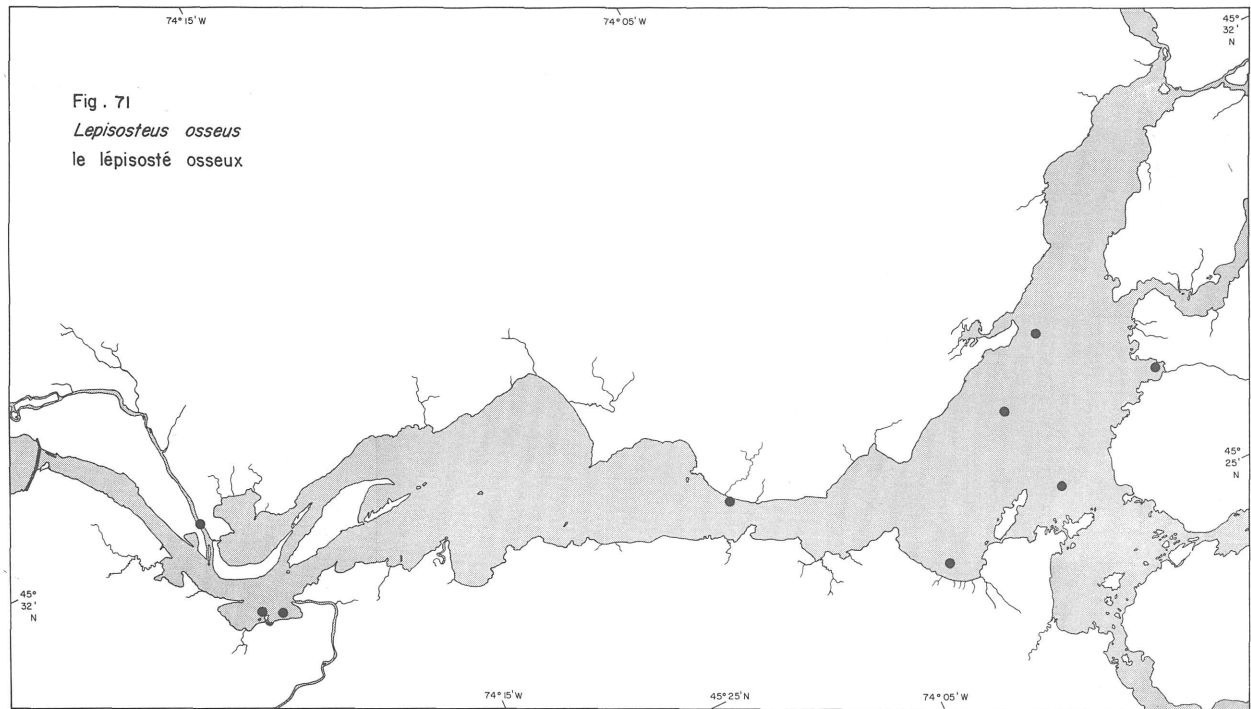 74° 15' W
74° 05' W
45°
32'
N
Fig. 71
Lepisosteus osseus
le lépisosté osseux
45°
25'
N
45°
32'
N
74° 15' W
45° 25' N
74° 05' W